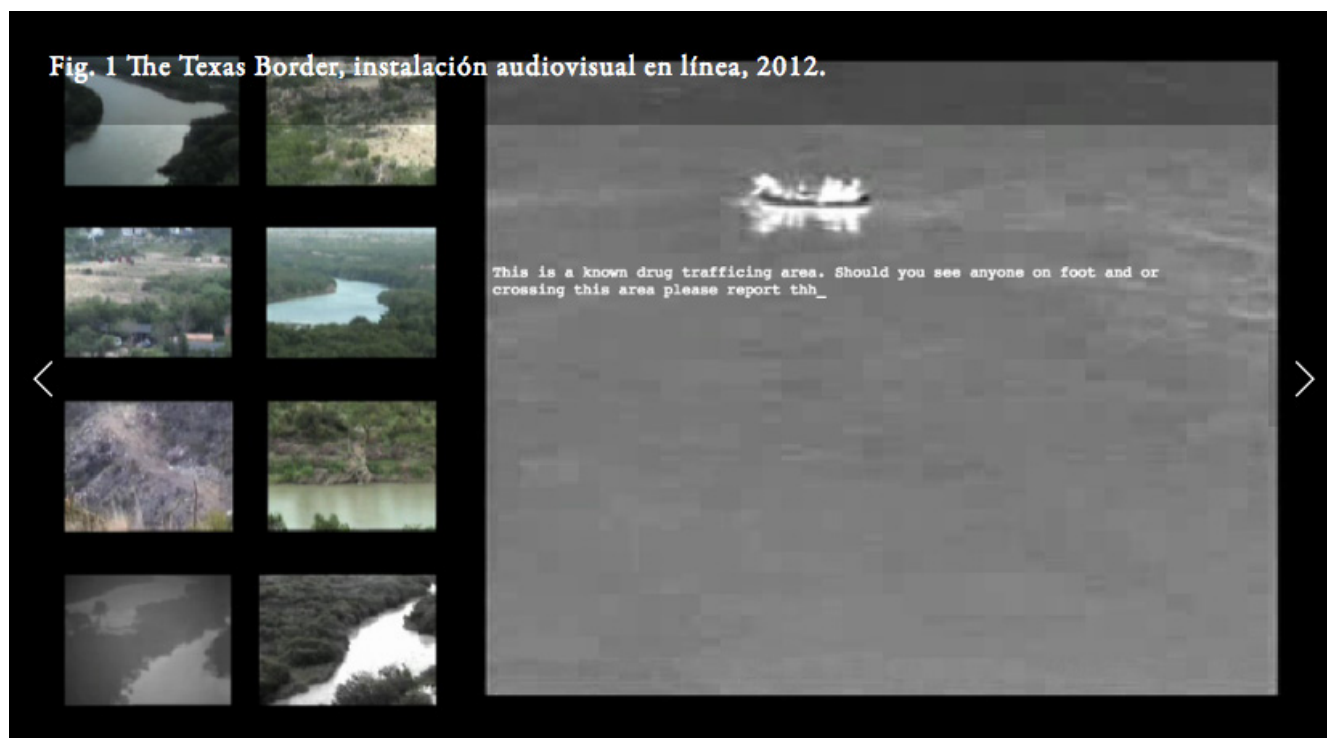 Fig. 1 The Texas Border, instalación audiovisual en línea, 2012.
This is a known drug trafficing area. Should you see anyone on foot and or
crossing this area please report thh_